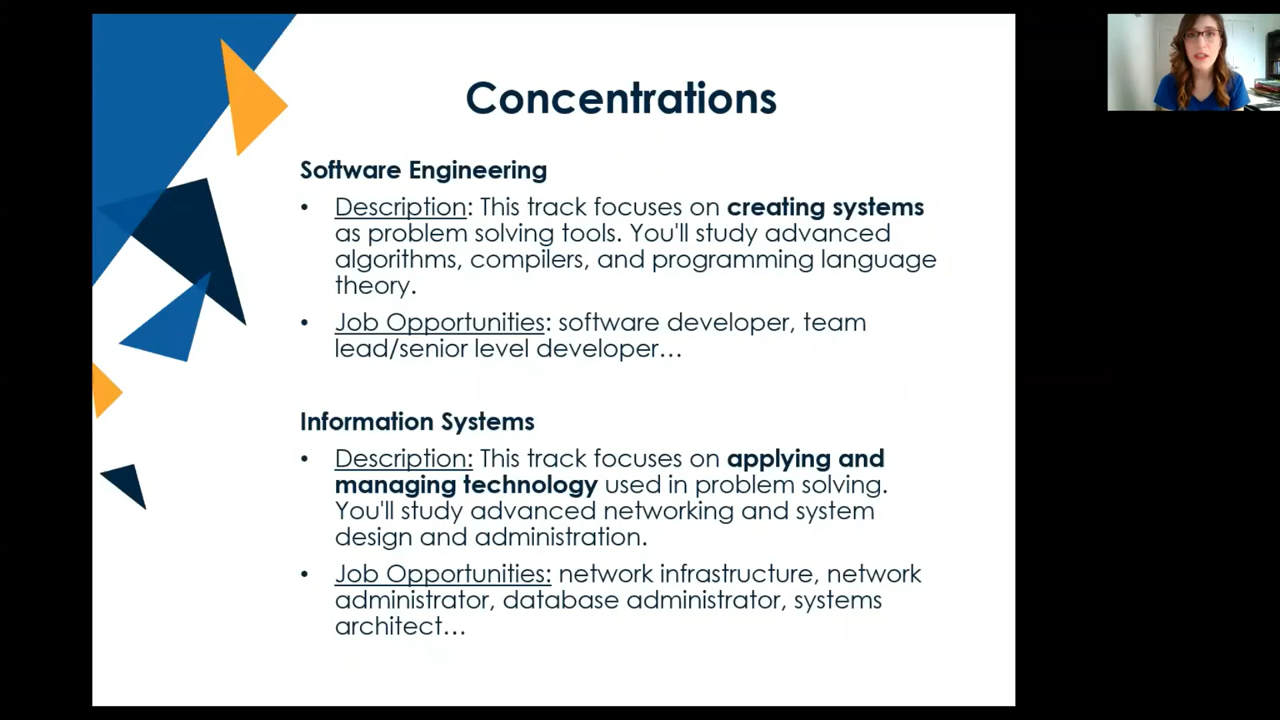 Concentrations
Software Engineering
• Description: This track focuses on creating systems
as problem solving tools. You'll study advanced
algorithms, compilers, and programming language
theory.
• Job Opportunities: software developer, team
lead/senior level developer…
Information Systems
• Description: This track focuses on applying and
managing technology used in problem solving.
You'll study advanced networking and system
design and administration.
• Job Opportunities: network infrastructure, network
administrator, database administrator, systems
architect…